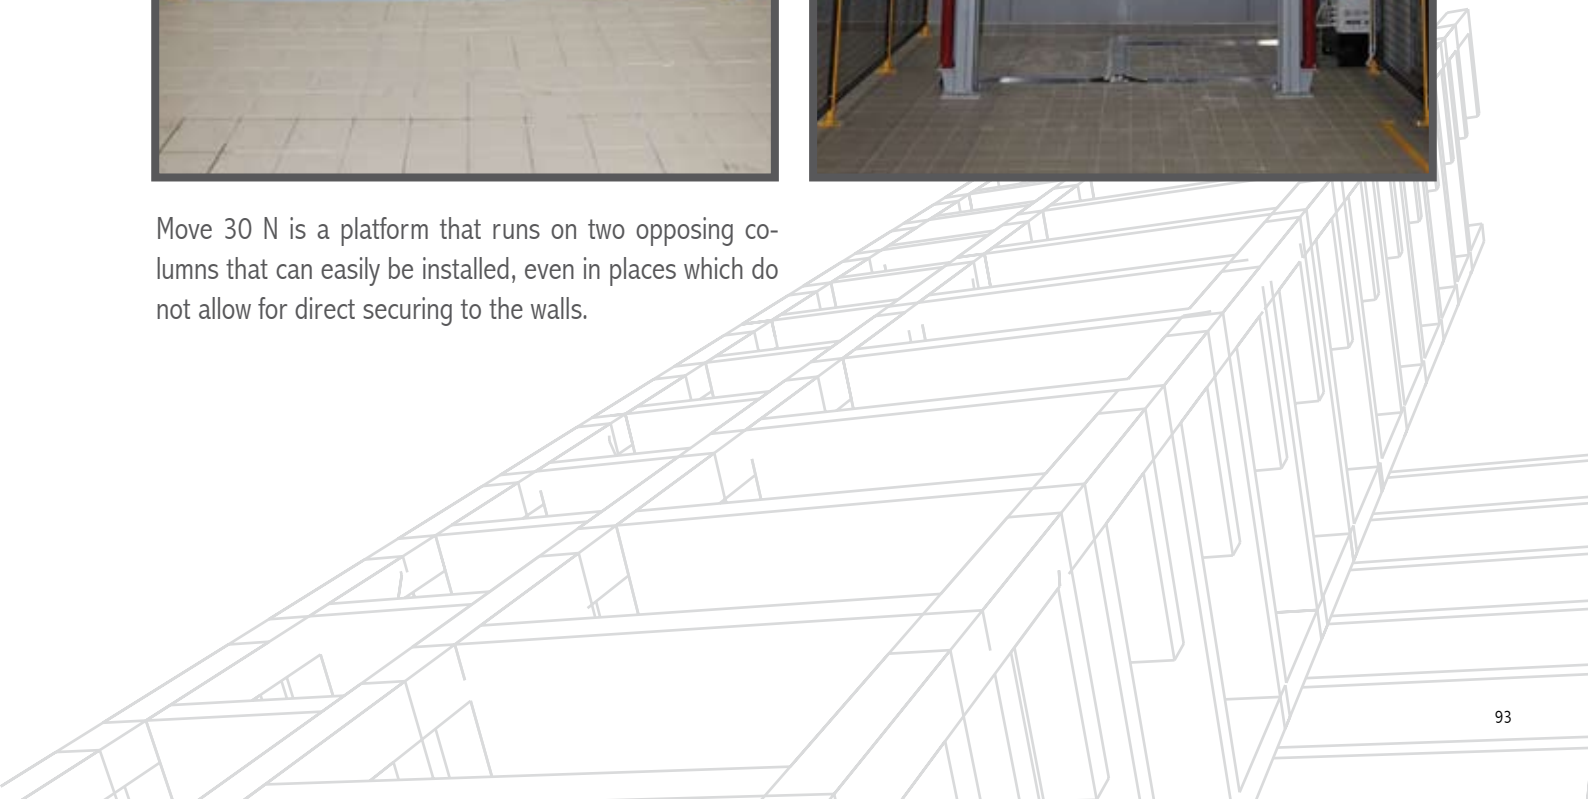 Move 30 N is a platform that runs on two opposing co-
lumns that can easily be installed, even in places which do
not allow for direct securing to the walls.
93